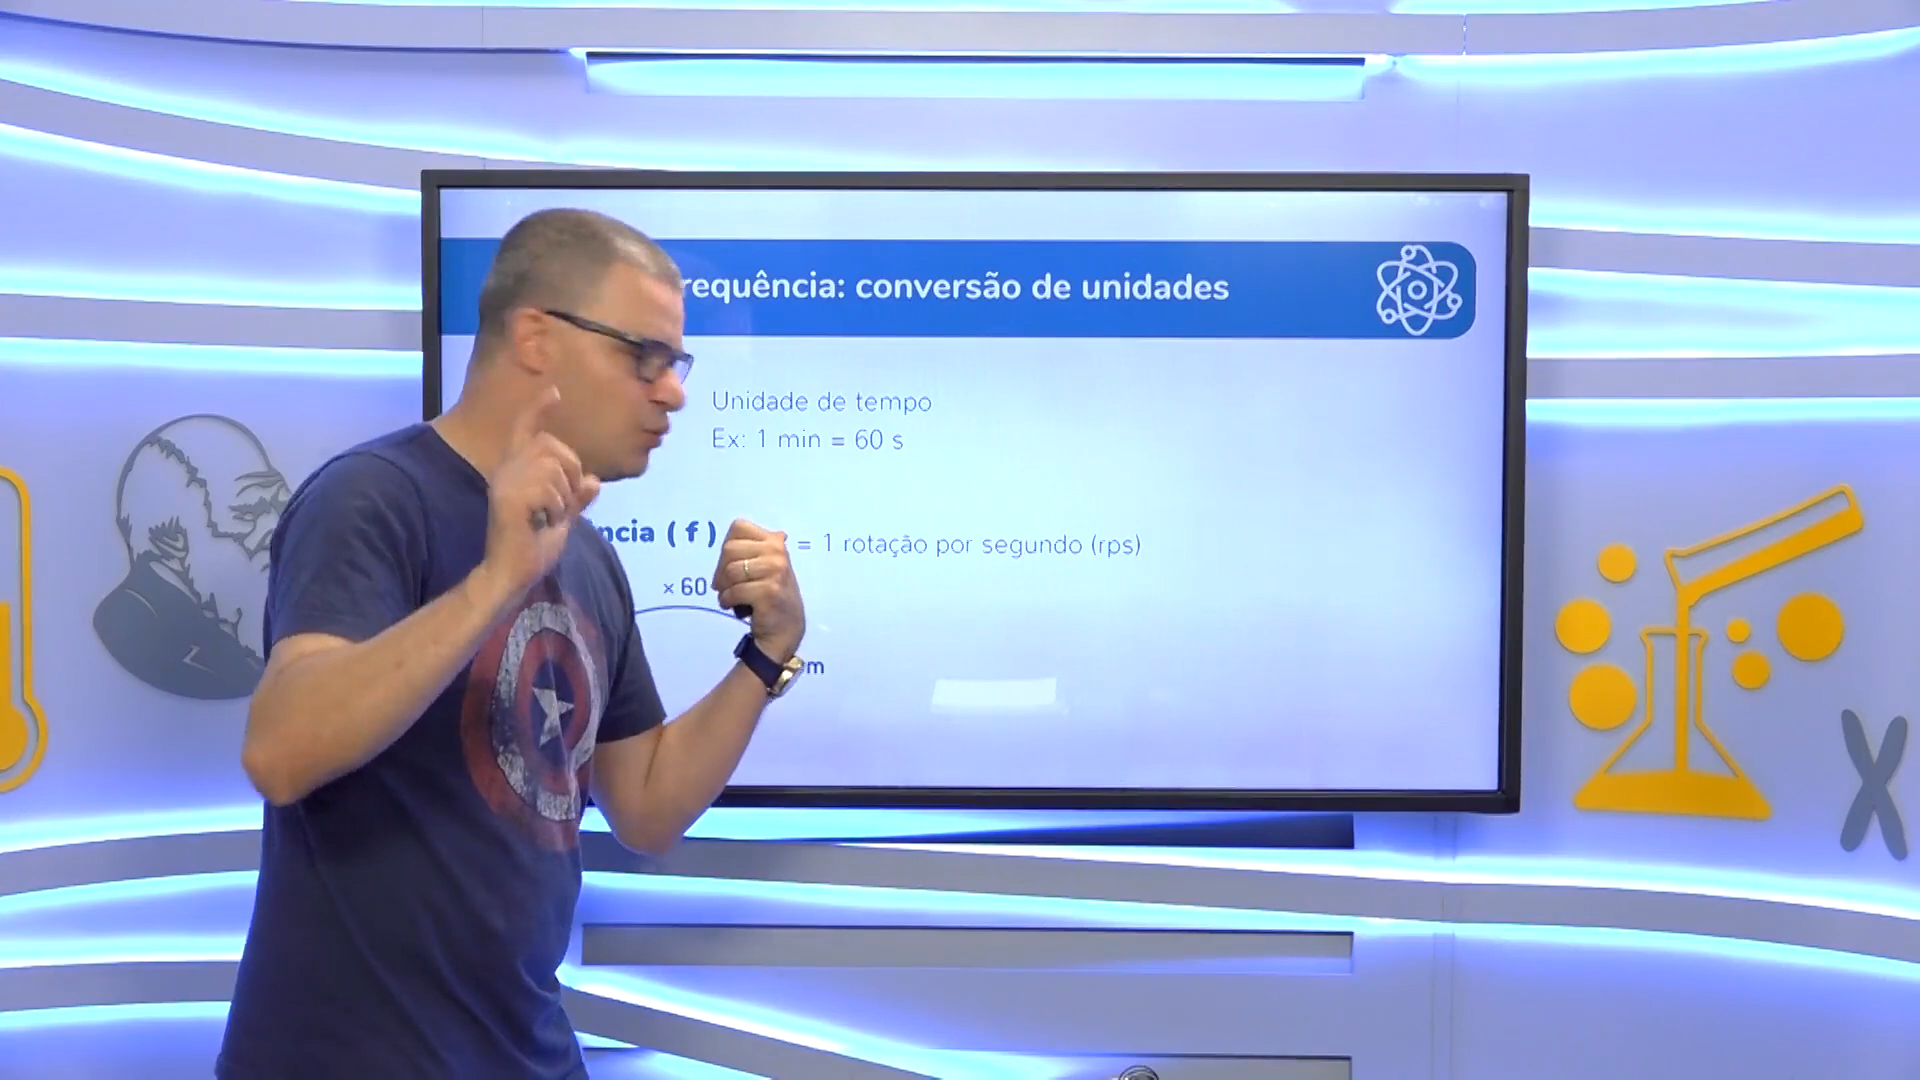 requência: conversão de unidades
Unidade de tempo
Ex: 1 min = 60 s
ncia ( f )
= 1 rotação por segundo (rps)
× 60
m